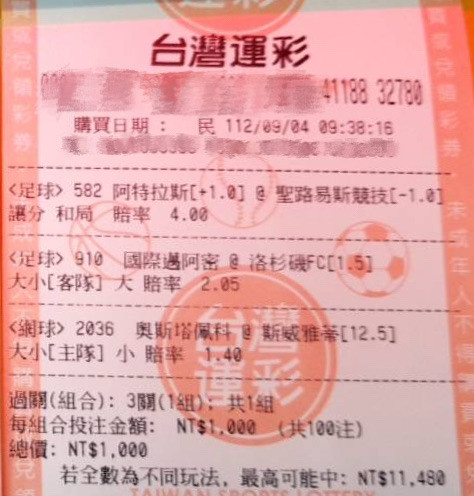 台灣運彩
41188 32780
購買日期： 民 112/09/04 09:38:16
<足球> 582 阿特拉斯[+1.0] @ 聖路易斯競技[-1.0]
讓分 和局 賠率 4.00
<足球> 910 國際邁阿密 @ 洛杉磯FC[1.5]
大小[客隊] 大 賠率 2.05
<網球> 2036 奧斯塔佩科 @ 斯威雅蒂[12.5]
大小[主隊] 小 賠率 1.40
過關(組合): 3關(1組): 共1組
每組合投注金額: NT$1,000 (共100注)
總價: NT$1,000
若全數為不同玩法，最高可能中: NT$11,480
台灣運彩
TAIWAN SPORTS LOTTERY